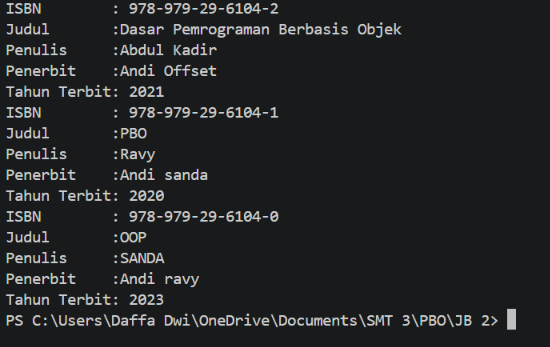 ISBN        : 978-979-29-6104-2
Judul       :Dasar Pemrograman Berbasis Objek
Penulis     :Abdul Kadir
Penerbit    :Andi Offset
Tahun Terbit: 2021
ISBN        : 978-979-29-6104-1
Judul       :PBO
Penulis     :Ravy
Penerbit    :Andi sanda
Tahun Terbit: 2020
ISBN        : 978-979-29-6104-0
Judul       :OOP
Penulis     :SANDA
Penerbit    :Andi ravy
Tahun Terbit: 2023
PS C:\Users\Daffa Dwi\OneDrive\Documents\SMT 3\PBO\JB 2>